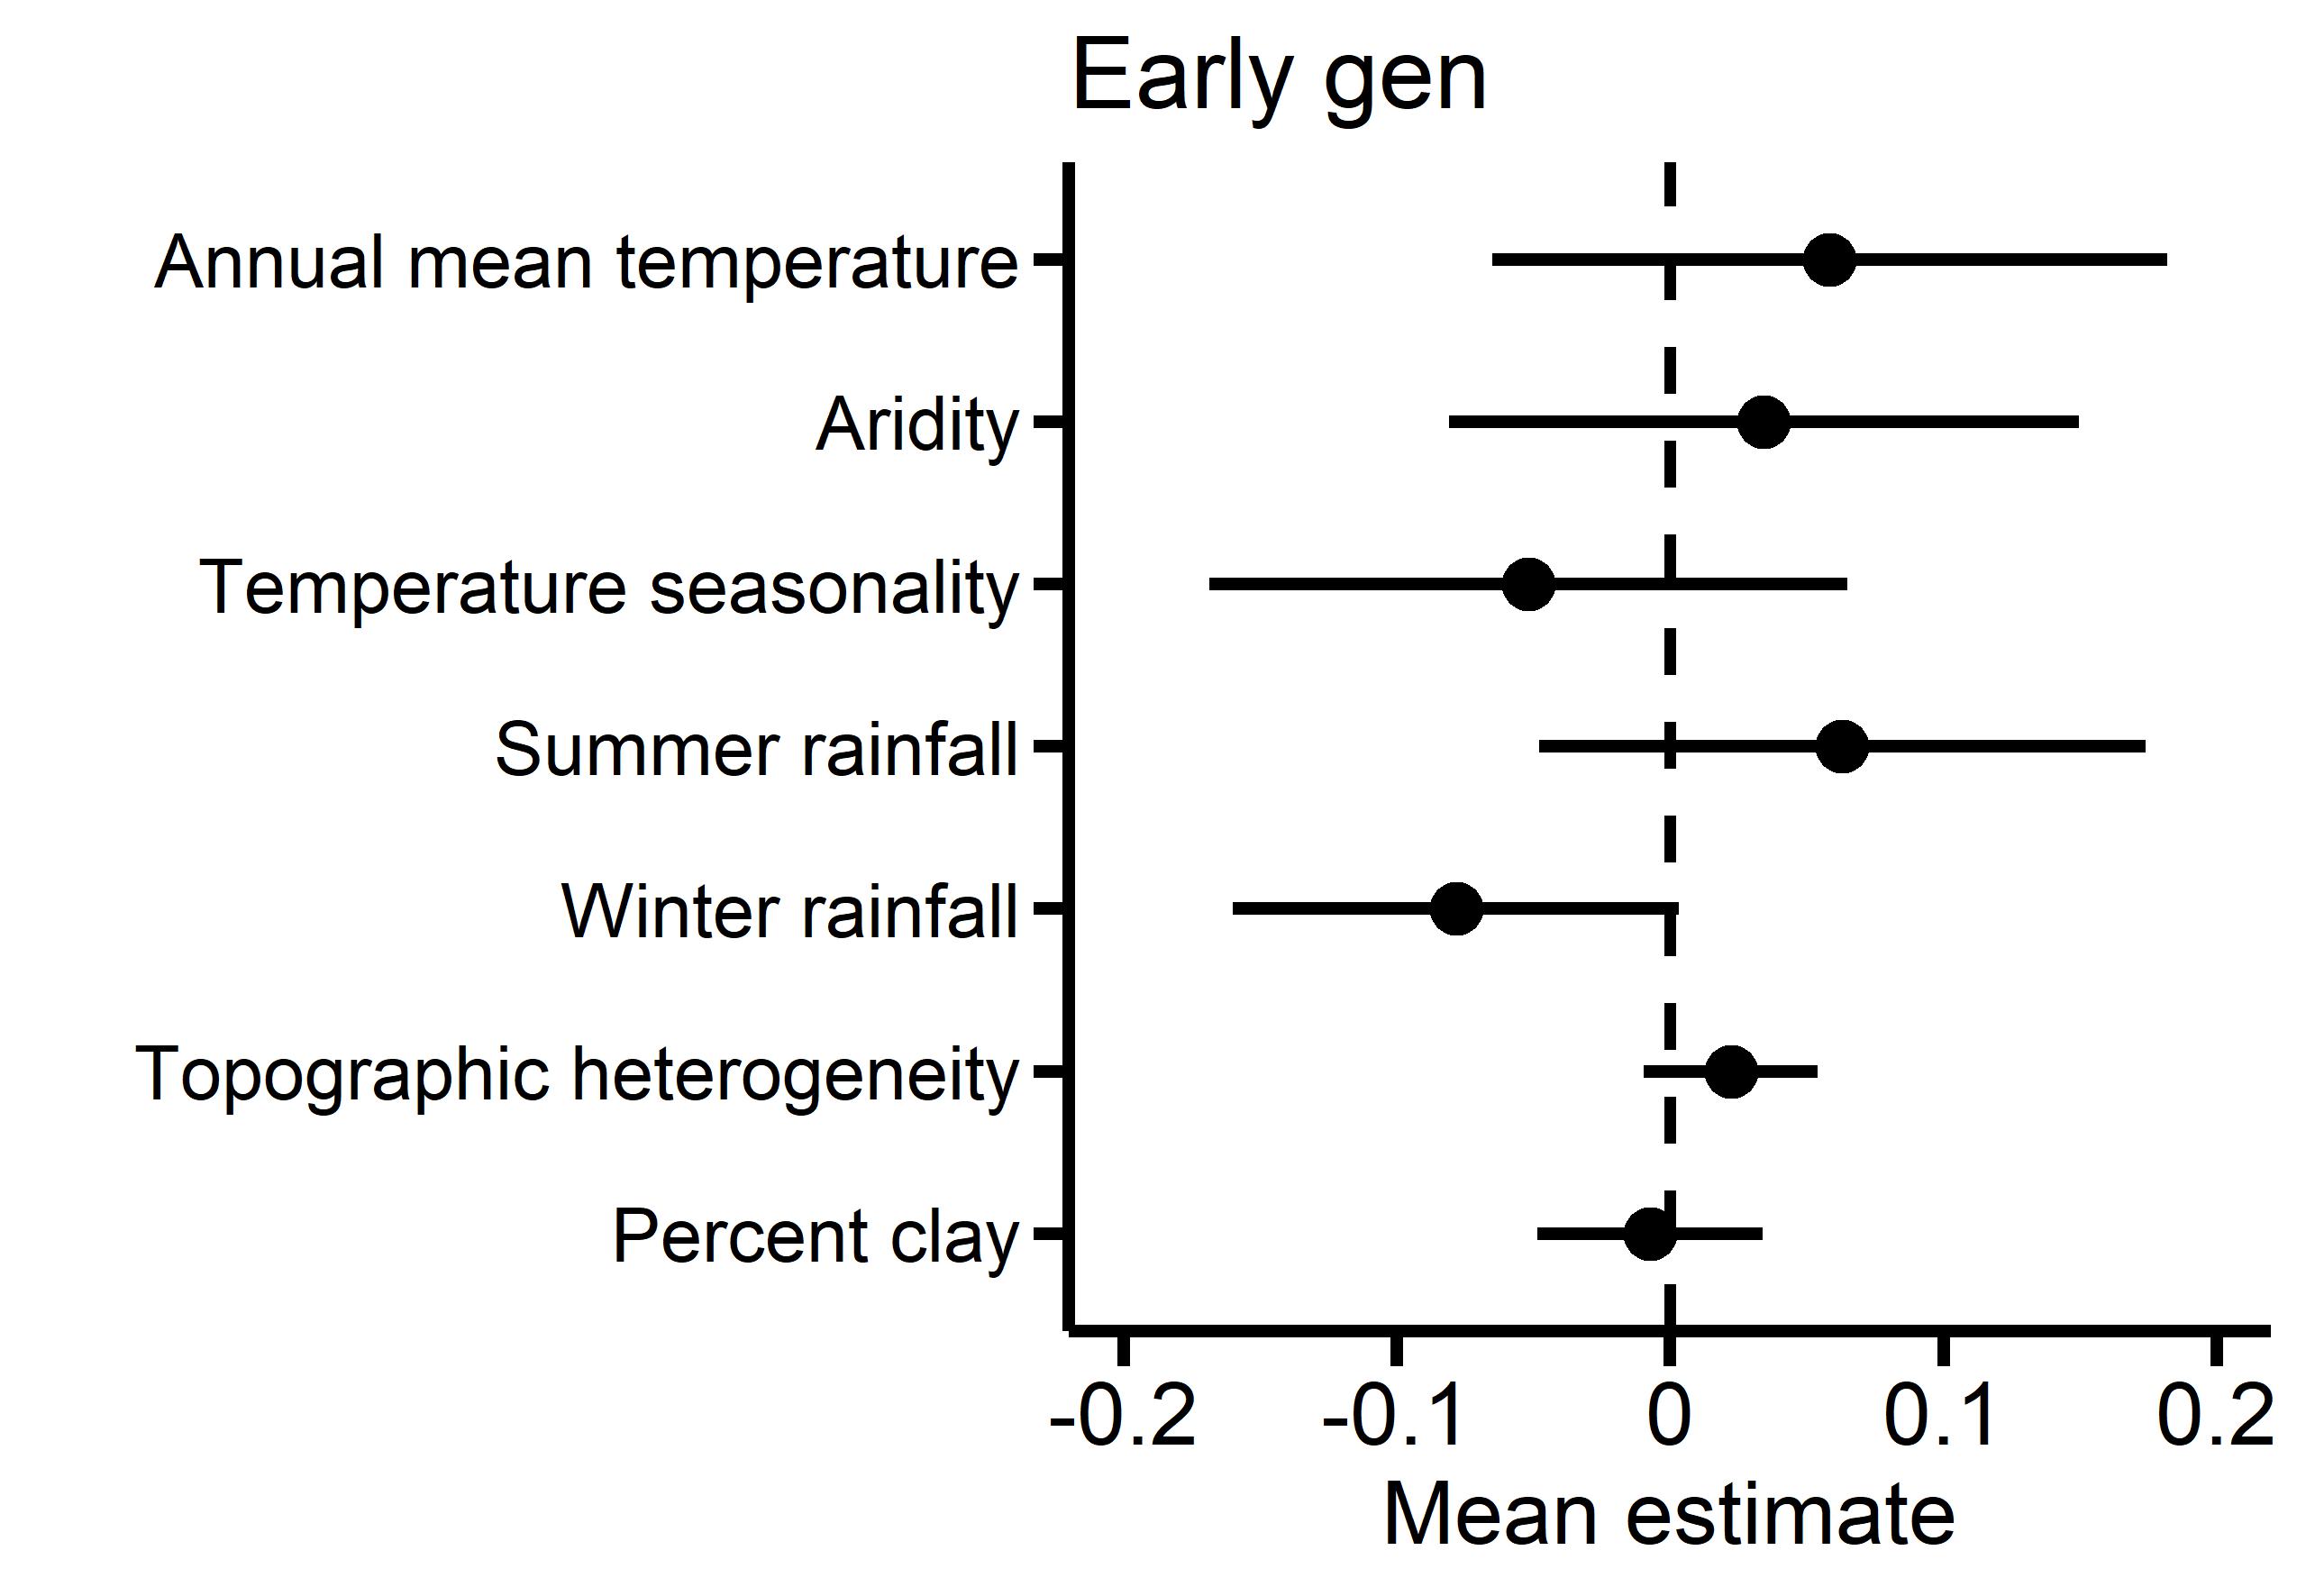 Early gen
Annual mean temperature
Aridity
Temperature seasonality
Summer rainfall
Winter rainfall
Topographic heterogeneity
Percent clay
-0.2 -0.1 0 0.1 0.2
Mean estimate